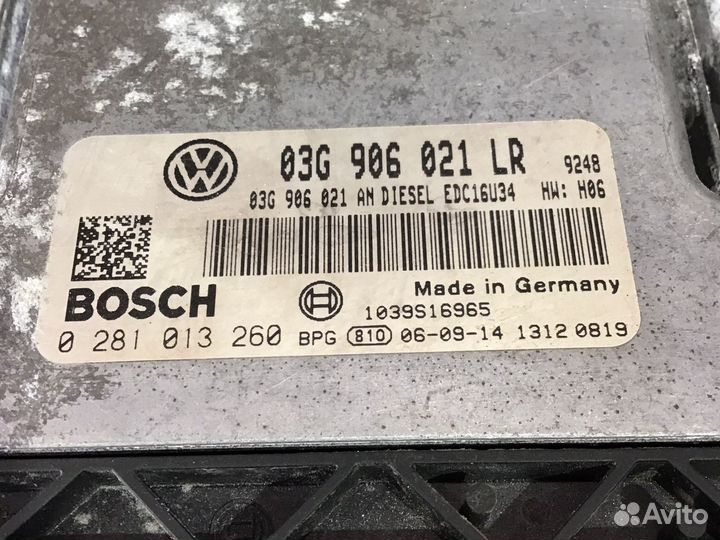 VW 03G 906 021 LR 9248
03G 906 021 AN DIESEL EDC16U34 HW: H06
BOSCH Made in Germany
1039S16965
0 281 013 260 BPG 810 06-09-14 1312 0819
Avito